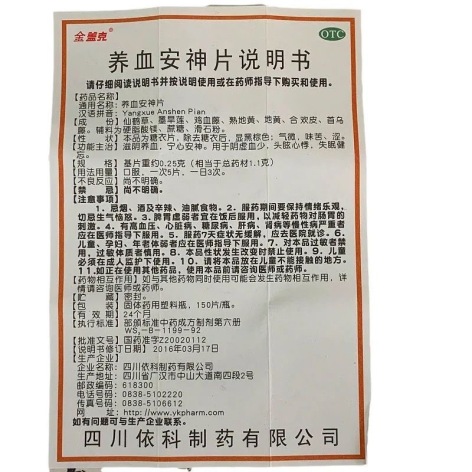 金盟克
OTC
养血安神片说明书
请仔细阅读说明书并按说明使用或在药师指导下购买和使用。
【药品名称】
通用名称：养血安神片
汉语拼音：Yangxue Anshen Pian
【成　份】仙鹤草、墨旱莲、鸡血藤、熟地黄、地黄、合欢皮、首乌
藤。辅料为硬脂酸镁、蔗糖、滑石粉。
【性　状】本品为糖衣片，除去糖衣后，显黑棕色；气微，味苦、涩。
【功能主治】滋阴养血，宁心安神。用于阴虚血少，头眩心悸，失眠健
忘。
【规　格】基片重约0.25克（相当于总药材1.1克）
【用法用量】口服，一次5片，一日3次。
【不良反应】尚不明确。
【禁　忌】尚不明确。
【注意事项】
1．忌烟、酒及辛辣、油腻食物。2．服药期间要保持情绪乐观，
切忌生气恼怒。3．脾胃虚弱者宜在饭后服用，以减轻药物对肠胃的
刺激。4．有高血压、心脏病、糖尿病、肝病、肾病等慢性病严重者
应在医师指导下服用。5．服药7天症状无缓解，应去医院就诊。6．
儿童、孕妇、年老体弱者应在医师指导下服用。7．对本品过敏者禁
用，过敏体质者慎用。8．本品性状发生改变时禁止使用。9．儿童
必须在成人监护下使用。10．请将本品放在儿童不能接触的地方。
11．如正在使用其他药品，使用本品前请咨询医师或药师。
【药物相互作用】如与其他药物同时使用可能会发生药物相互作用，详
情请咨询医师或药师。
【贮　藏】密封。
【包　装】固体药用塑料瓶，150片/瓶。
【有 效 期】24个月
【执行标准】部颁标准中药成方制剂第六册
WS₃-B-1199-92
【批准文号】国药准字Z20020112
【说明书修订日期】2016年03月17日
【生产企业】
企业名称：四川依科制药有限公司
生产地址：四川省广汉市中山大道南四段2号
邮政编码：618300
电话号码：0838-5102220
传真号码：0838-5106612
网　　址：http://www.ykpharm.com
如有问题可与生产企业联系。
四川依科制药有限公司